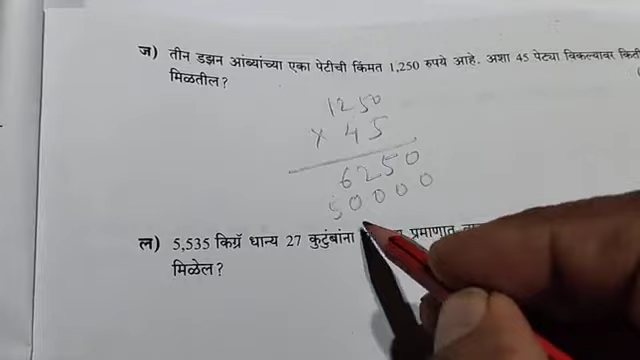 ज) तीन डझन आंब्यांच्या एका पेटीची किंमत 1,250 रुपये आहे. अशा 45 पेट्या विकल्यावर किती
मिळतील?
1250
× 45
6250
50000
ल) 5,535 किग्रॅ धान्य 27 कुटुंबांना प्रमाणात
मिळेल?